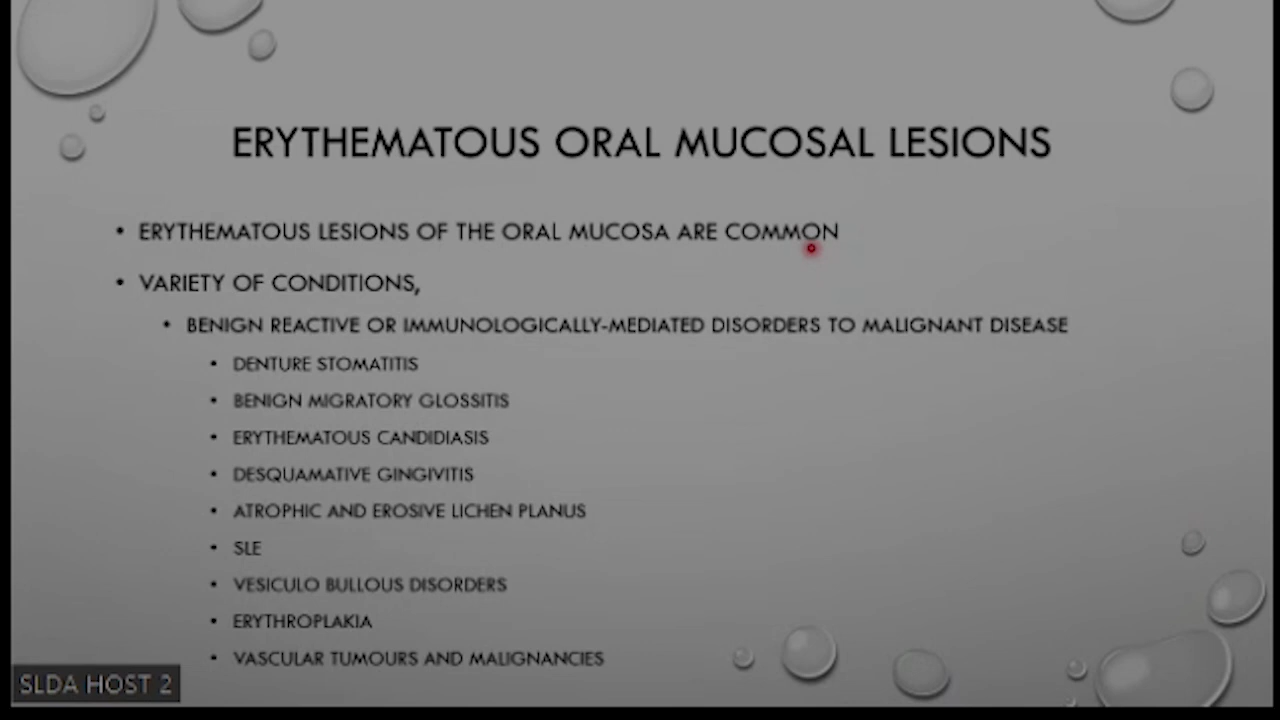 ERYTHEMATOUS ORAL MUCOSAL LESIONS
• ERYTHEMATOUS LESIONS OF THE ORAL MUCOSA ARE COMMON
• VARIETY OF CONDITIONS,
• BENIGN REACTIVE OR IMMUNOLOGICALLY-MEDIATED DISORDERS TO MALIGNANT DISEASE
• DENTURE STOMATITIS
• BENIGN MIGRATORY GLOSSITIS
• ERYTHEMATOUS CANDIDIASIS
• DESQUAMATIVE GINGIVITIS
• ATROPHIC AND EROSIVE LICHEN PLANUS
• SLE
• VESICULO BULLOUS DISORDERS
• ERYTHROPLAKIA
• VASCULAR TUMOURS AND MALIGNANCIES
SLDA HOST 2